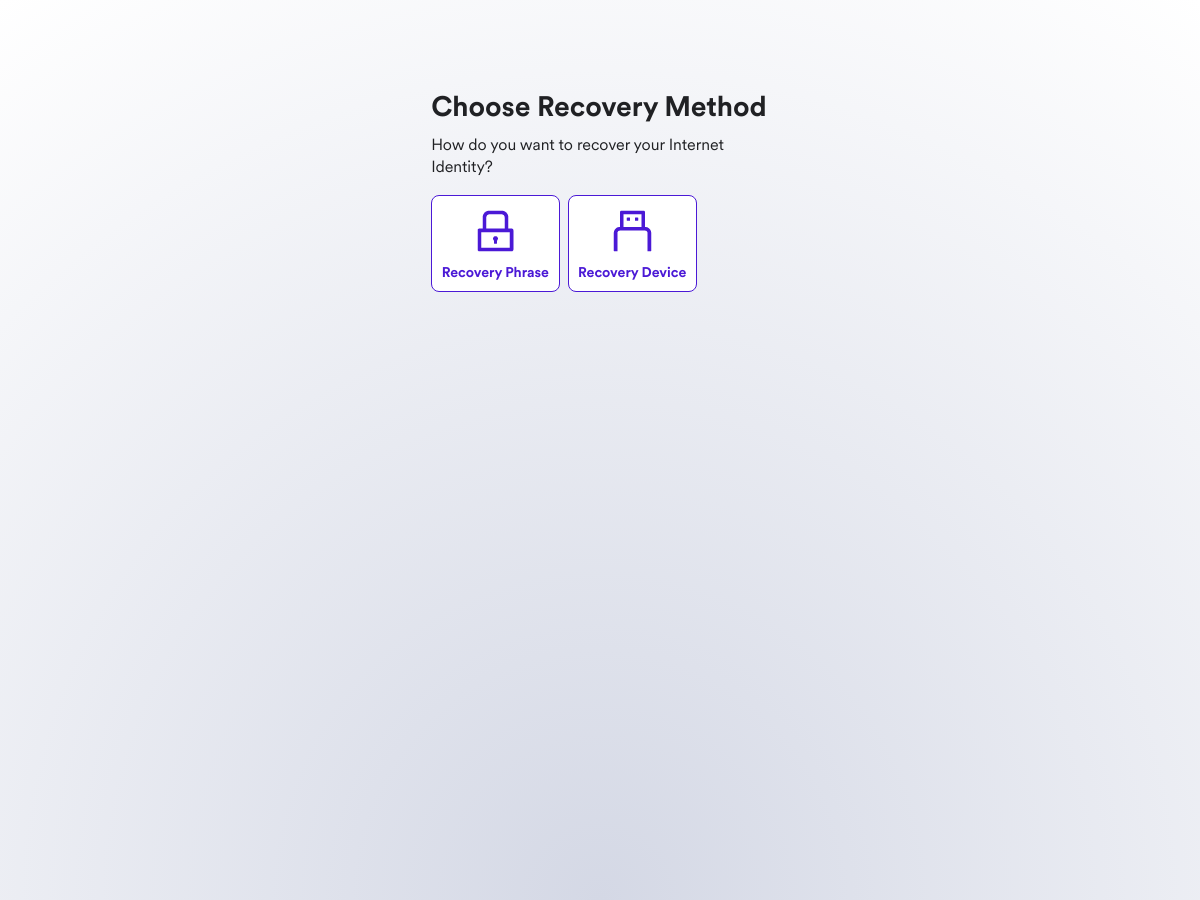 Choose Recovery Method
How do you want to recover your Internet
Identity?
Recovery Phrase
Recovery Device